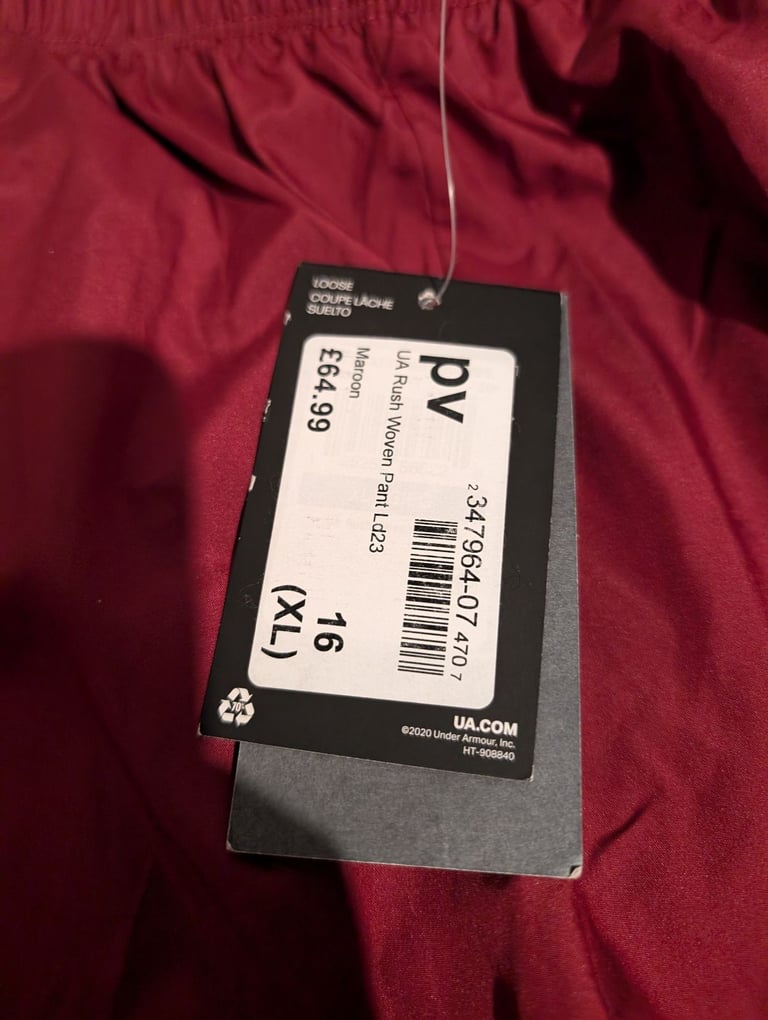 LOOSE
COUPE LÂCHE
SUELTO
pv
2 347964-07 470 7
UA Rush Woven Pant Ld23
Maroon
£64.99
16
(XL)
70%
UA.COM
©2020 Under Armour, Inc.
HT-908840